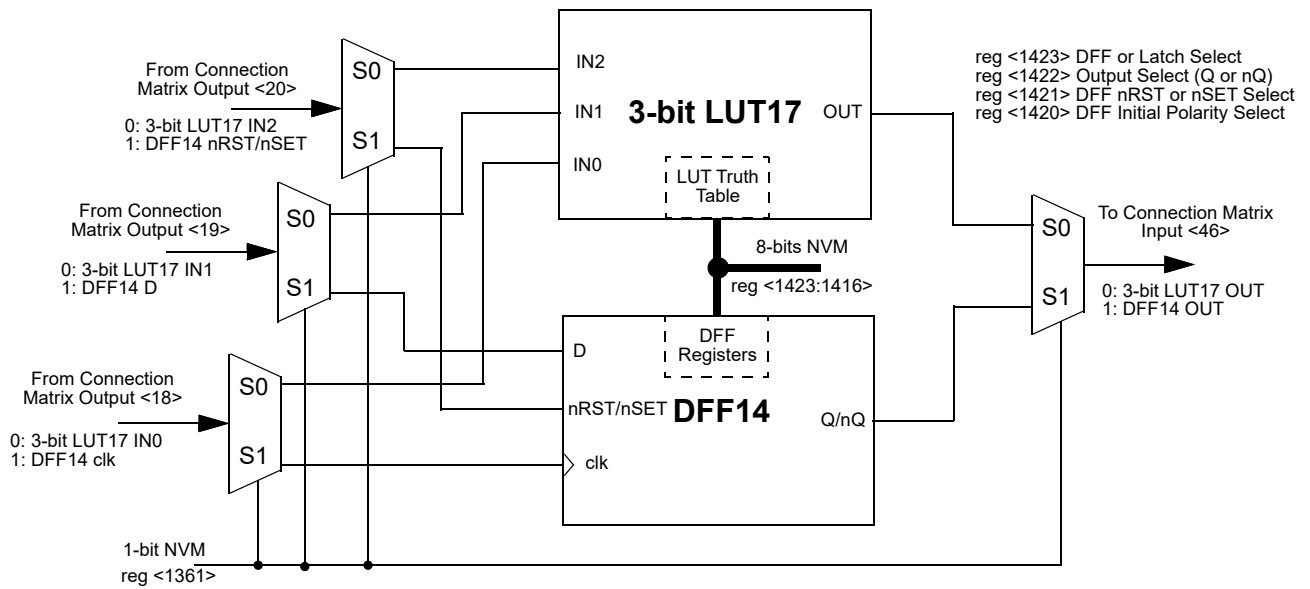 From Connection
Matrix Output <20>
0: 3-bit LUT17 IN2
1: DFF14 nRST/nSET
S0
S1
From Connection
Matrix Output <19>
0: 3-bit LUT17 IN1
1: DFF14 D
S0
S1
From Connection
Matrix Output <18>
0: 3-bit LUT17 IN0
1: DFF14 clk
S0
S1
1-bit NVM
reg <1361>
IN2
IN1
IN0
3-bit LUT17
OUT
LUT Truth
Table
8-bits NVM
reg <1423:1416>
DFF
Registers
D
nRST/nSET
DFF14
Q/nQ
clk
reg <1423> DFF or Latch Select
reg <1422> Output Select (Q or nQ)
reg <1421> DFF nRST or nSET Select
reg <1420> DFF Initial Polarity Select
S0
S1
To Connection Matrix
Input <46>
0: 3-bit LUT17 OUT
1: DFF14 OUT